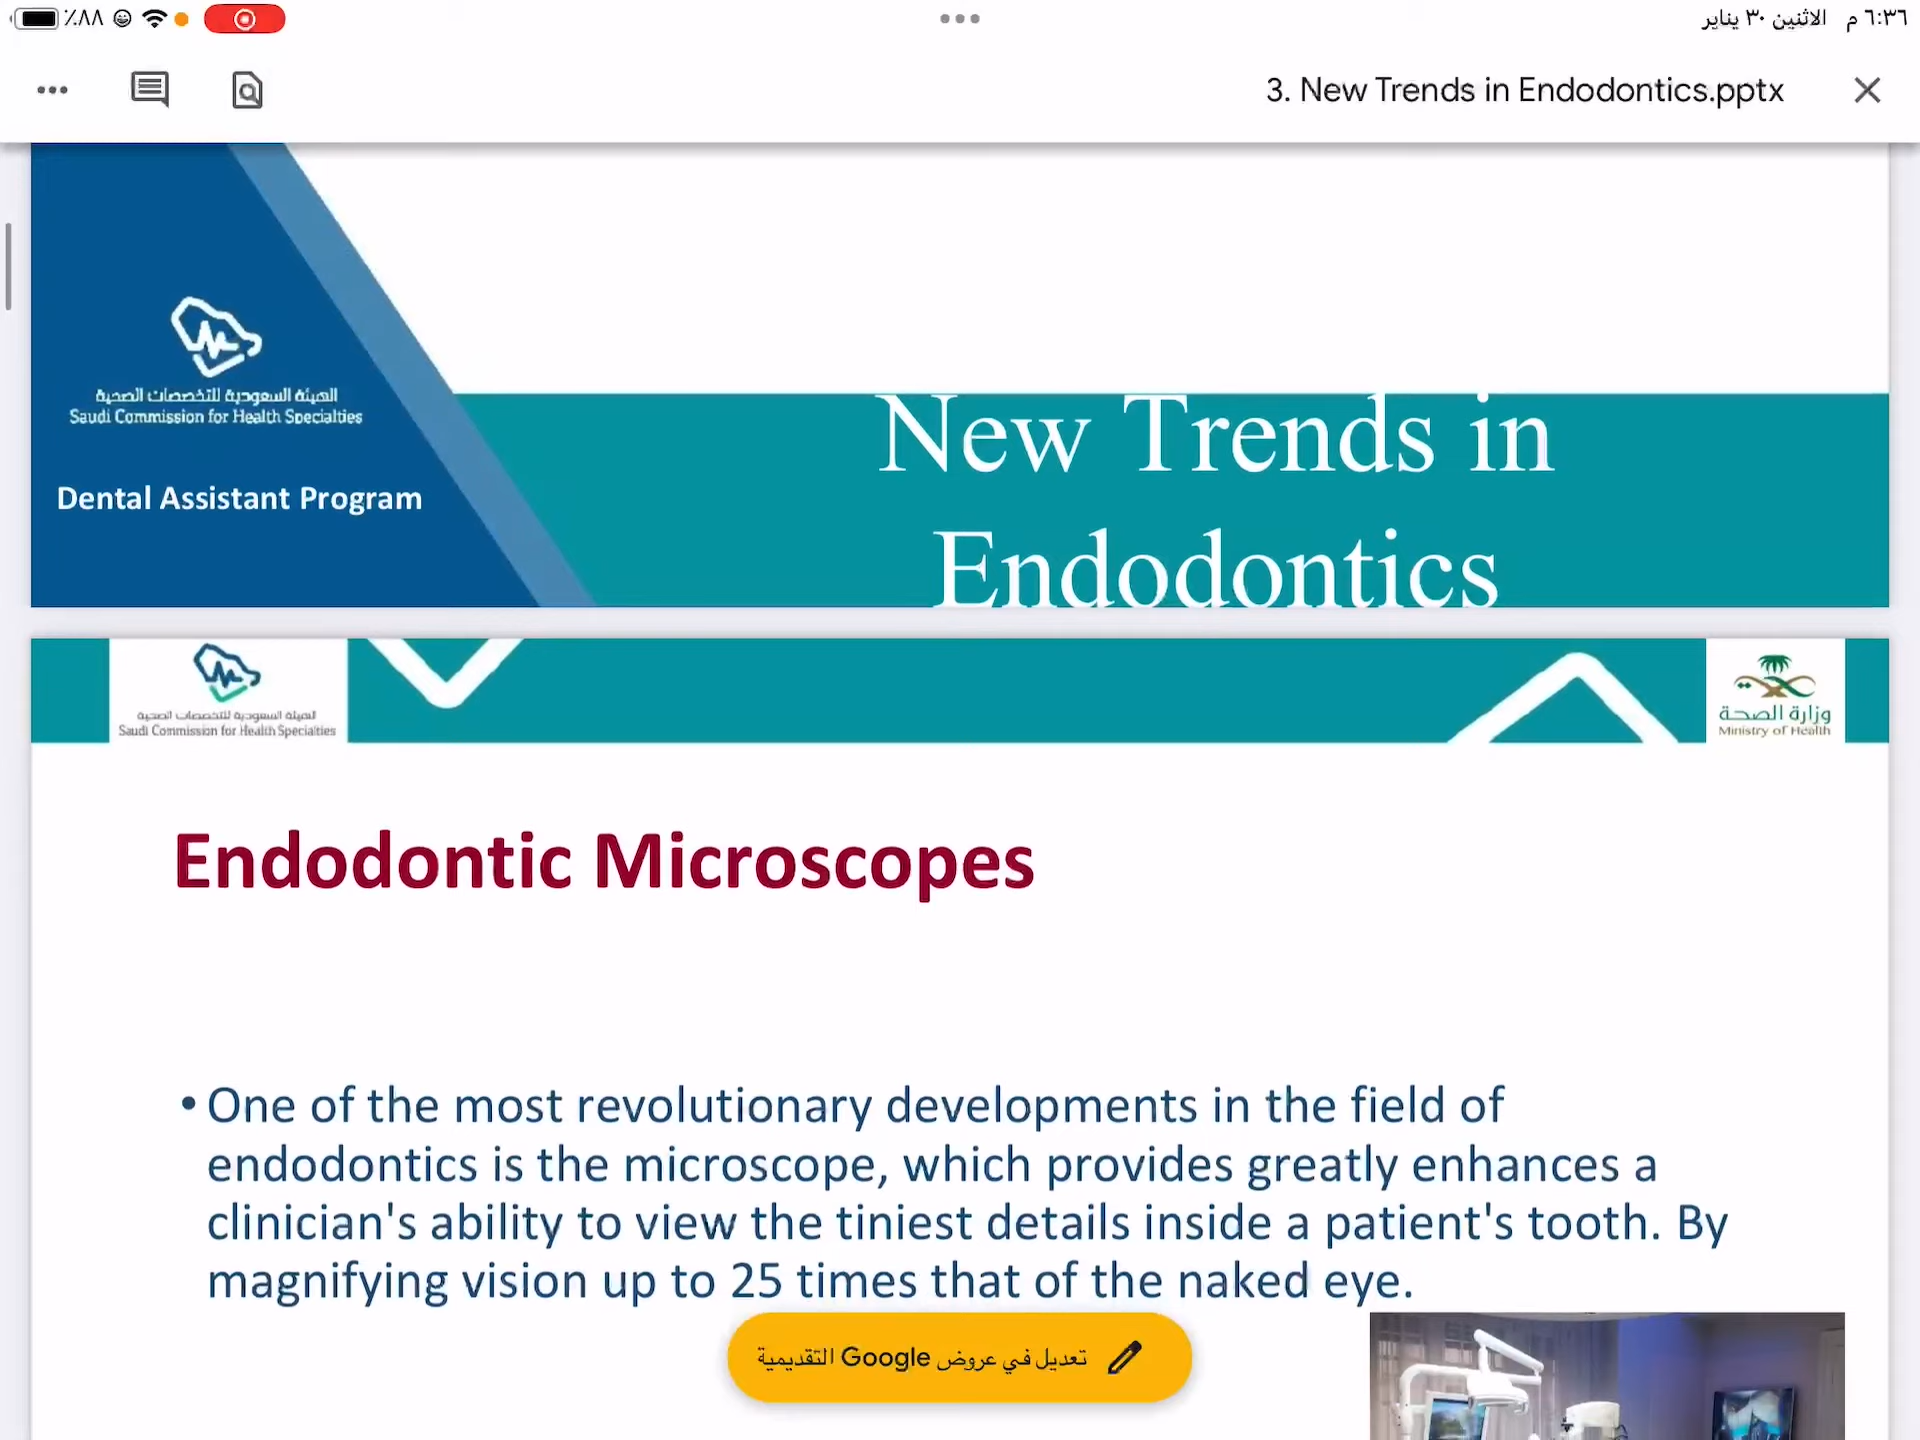 ٪٨٨
٦:٣٦ م الاثنين ٣٠ يناير
3. New Trends in Endodontics.pptx
الهيئة السعودية للتخصصات الصحية
Saudi Commission for Health Specialties
Dental Assistant Program
New Trends in
Endodontics
الهيئة السعودية للتخصصات الصحية
Saudi Commission for Health Specialties
وزارة الصحة
Ministry of Health
Endodontic Microscopes
• One of the most revolutionary developments in the field of
endodontics is the microscope, which provides greatly enhances a
clinician's ability to view the tiniest details inside a patient's tooth. By
magnifying vision up to 25 times that of the naked eye.
تعديل في عروض Google التقديمية